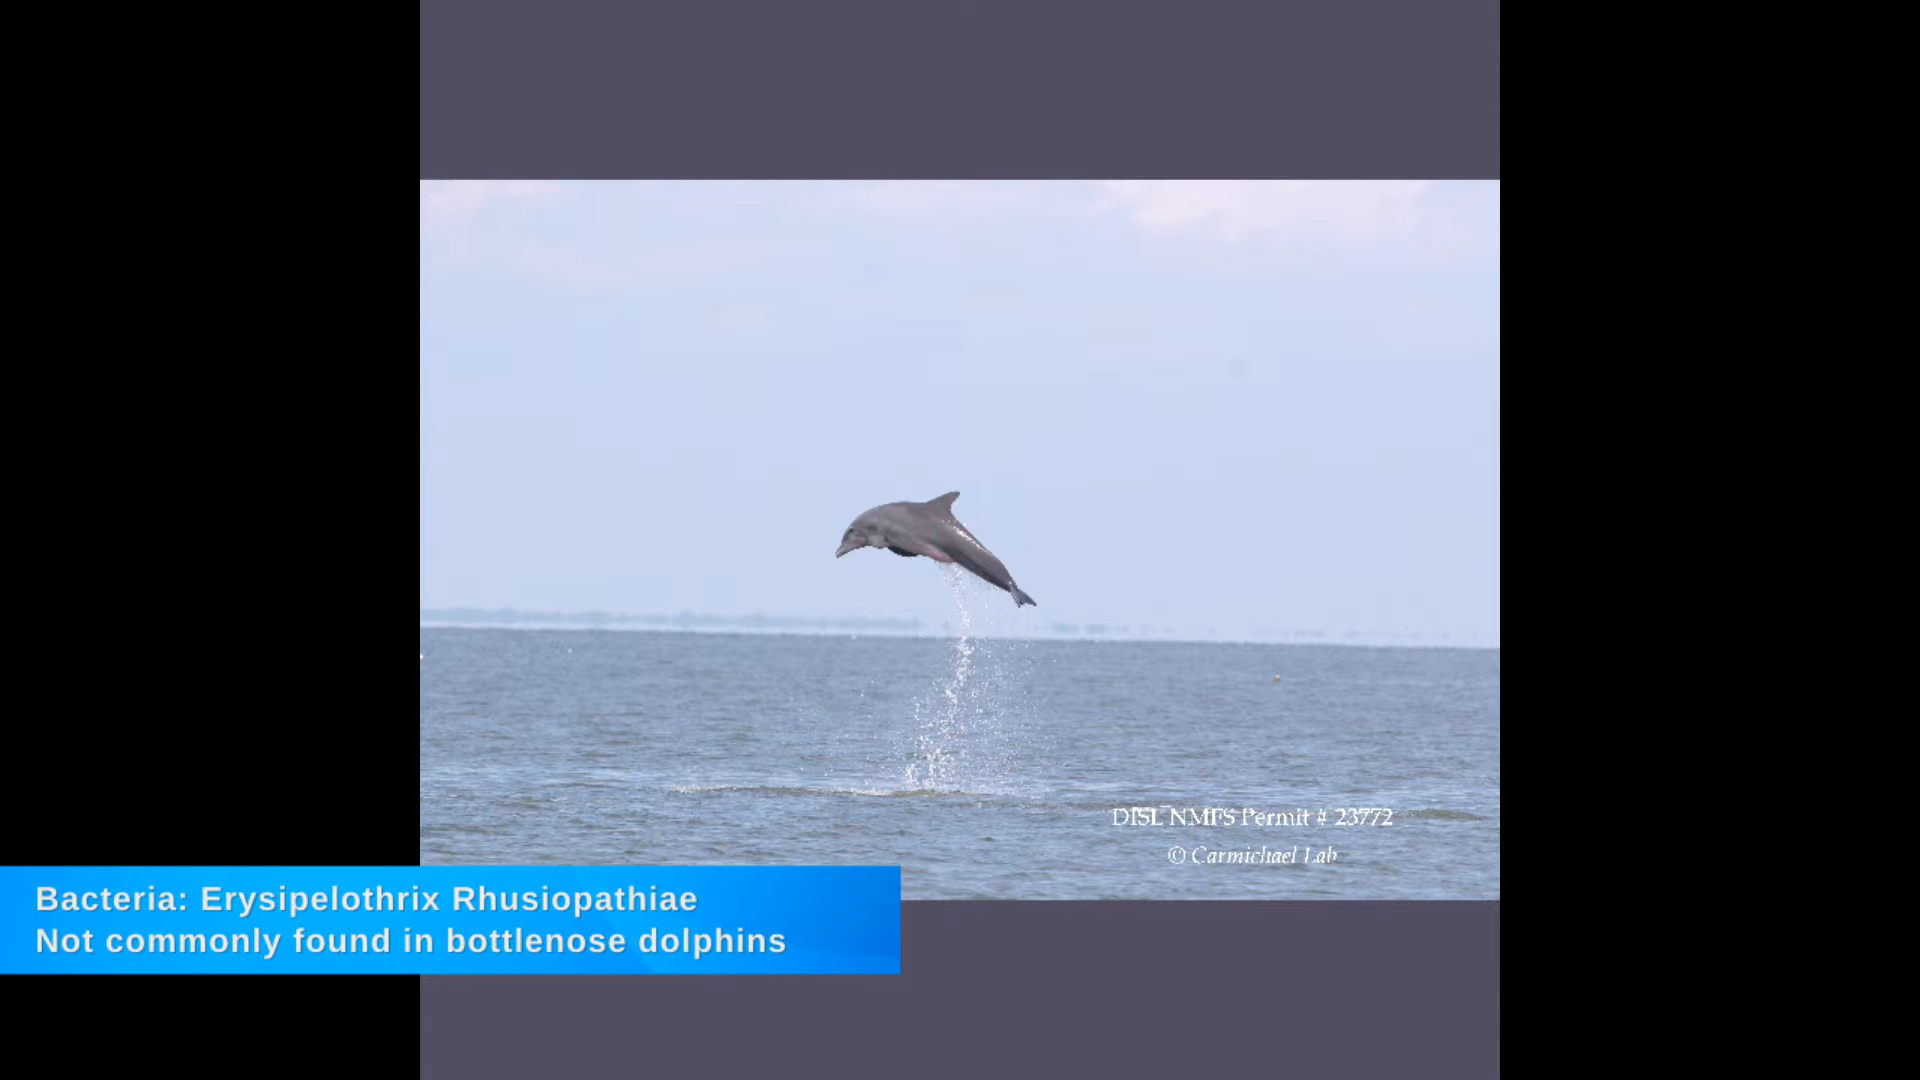 DISL NMFS Permit # 23772
© Carmichael Lab
Bacteria: Erysipelothrix Rhusiopathiae
Not commonly found in bottlenose dolphins